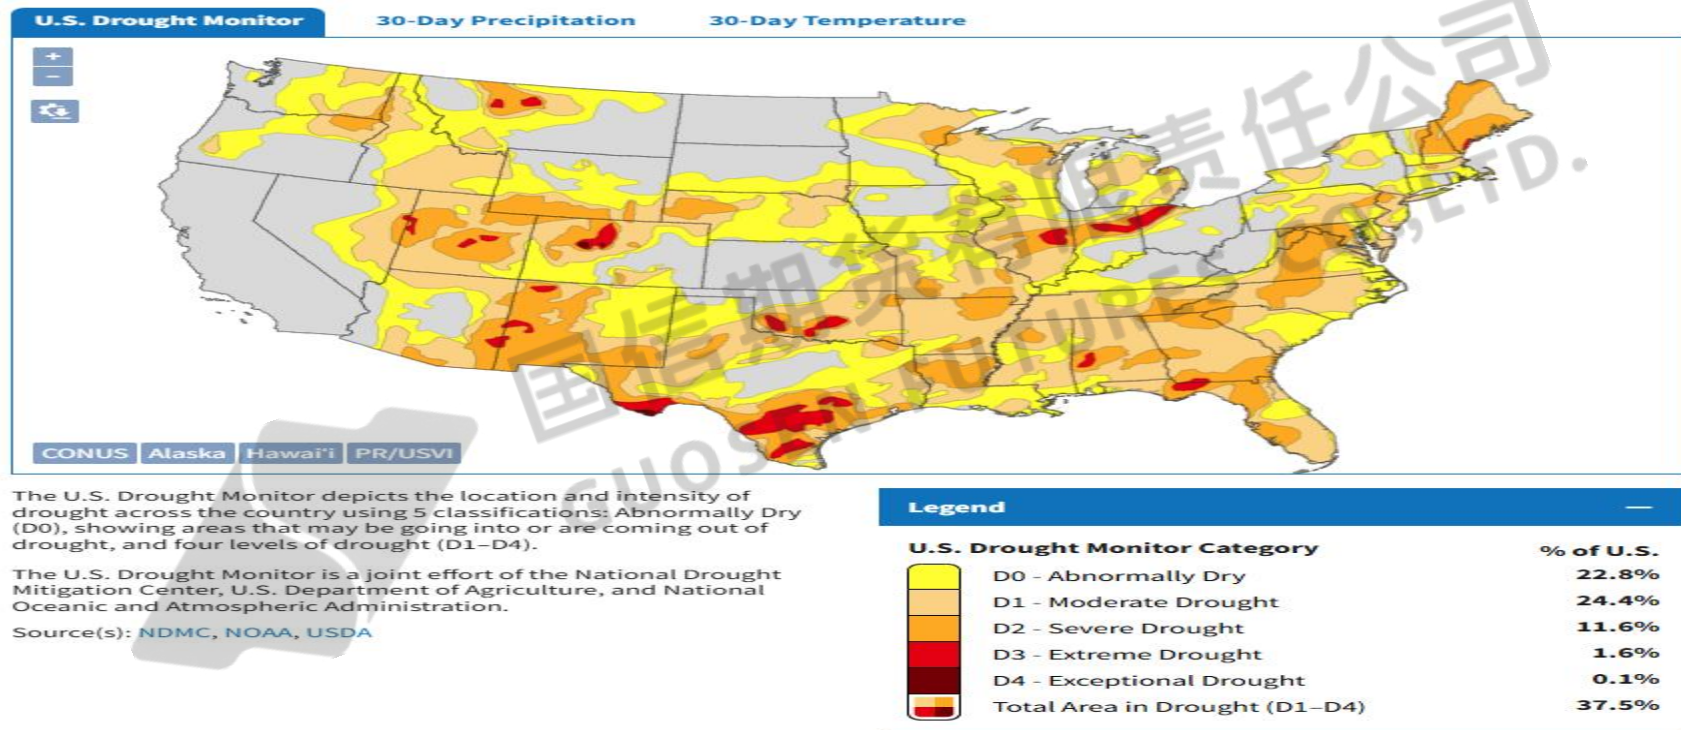 U.S. Drought Monitor
30-Day Precipitation
30-Day Temperature
+
−
CONUS
Alaska
Hawai'i
PR/USVI
国信期货有限责任公司
GUOSEN FUTURES CO.,LTD.
The U.S. Drought Monitor depicts the location and intensity of
drought across the country using 5 classifications: Abnormally Dry
(D0), showing areas that may be going into or are coming out of
drought, and four levels of drought (D1–D4).
The U.S. Drought Monitor is a joint effort of the National Drought
Mitigation Center, U.S. Department of Agriculture, and National
Oceanic and Atmospheric Administration.
Source(s): NDMC, NOAA, USDA
Legend
U.S. Drought Monitor Category % of U.S.
D0 - Abnormally Dry 22.8%
D1 - Moderate Drought 24.4%
D2 - Severe Drought 11.6%
D3 - Extreme Drought 1.6%
D4 - Exceptional Drought 0.1%
Total Area in Drought (D1–D4) 37.5%